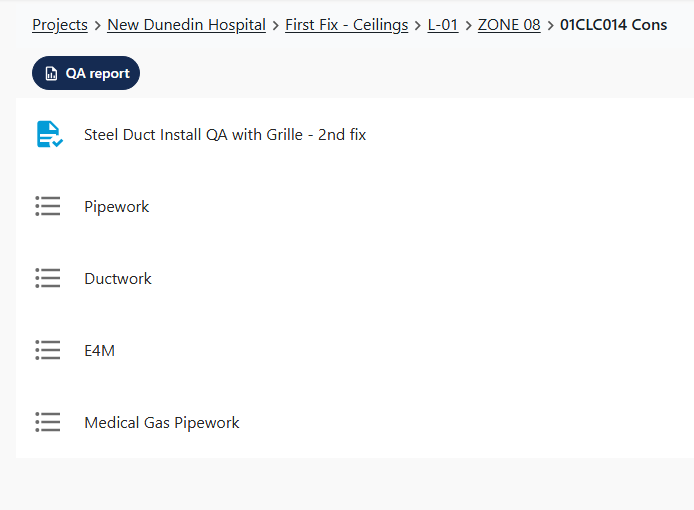 Projects > New Dunedin Hospital > First Fix - Ceilings > L-01 > ZONE 08 > 01CLC014 Cons
QA report
Steel Duct Install QA with Grille - 2nd fix
Pipework
Ductwork
E4M
Medical Gas Pipework